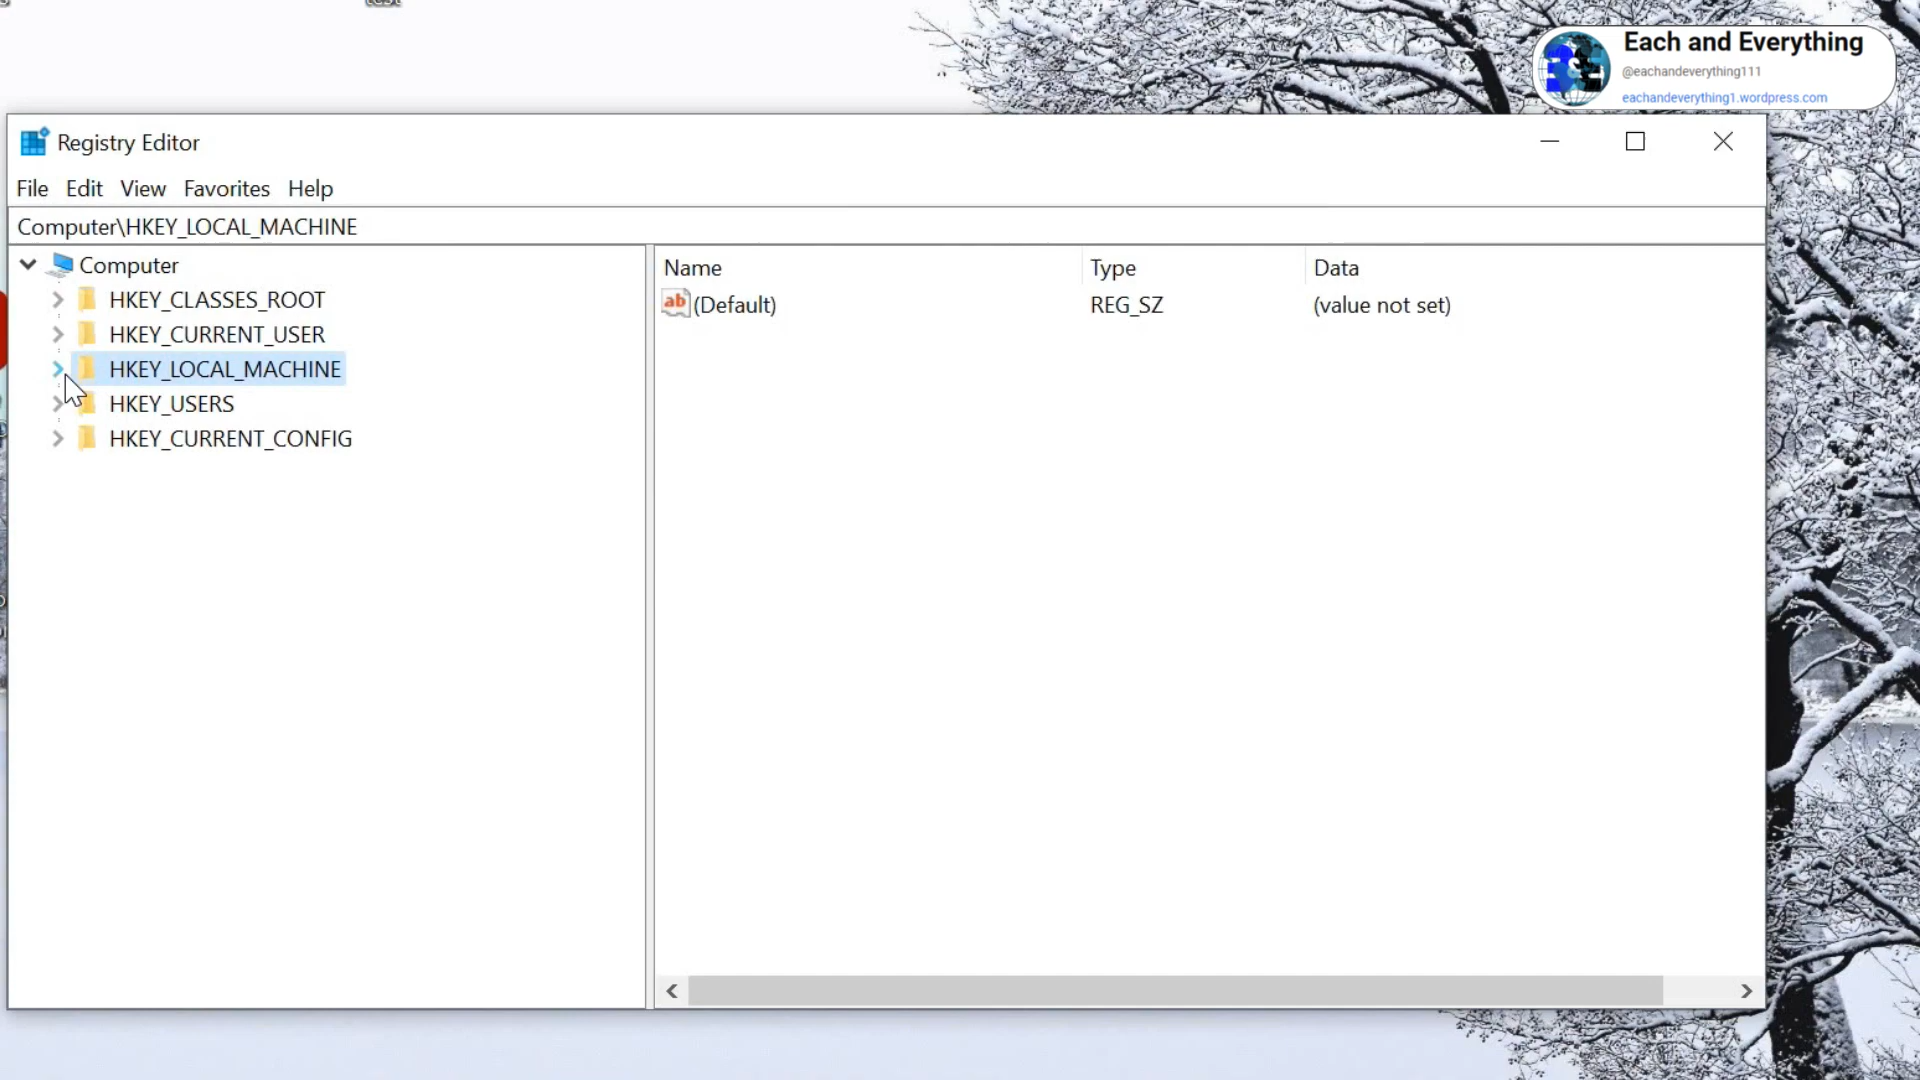 test
Each and Everything
@eachandeverything111
eachandeverything1.wordpress.com
Registry Editor
File Edit View Favorites Help
Computer\HKEY_LOCAL_MACHINE
Computer
HKEY_CLASSES_ROOT
HKEY_CURRENT_USER
HKEY_LOCAL_MACHINE
HKEY_USERS
HKEY_CURRENT_CONFIG
Name Type Data
ab (Default) REG_SZ (value not set)